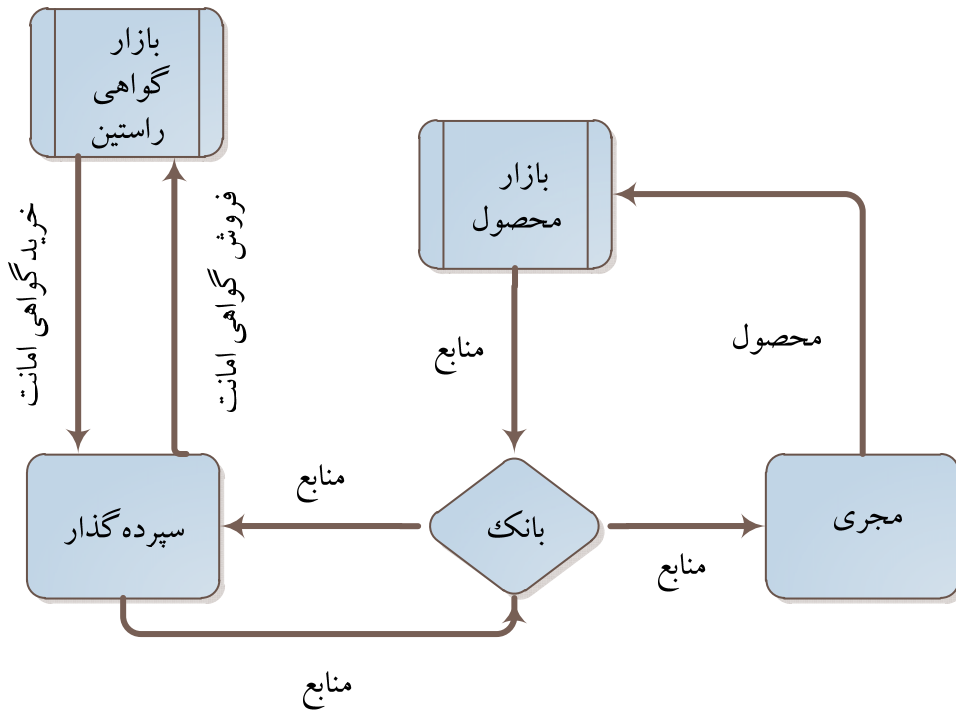 بازار
گواهی
راستین
بازار
محصول
خرید گواهی امانت
فروش گواهی امانت
منابع
محصول
منابع
سپرده‌گذار
بانک
مجری
منابع
منابع